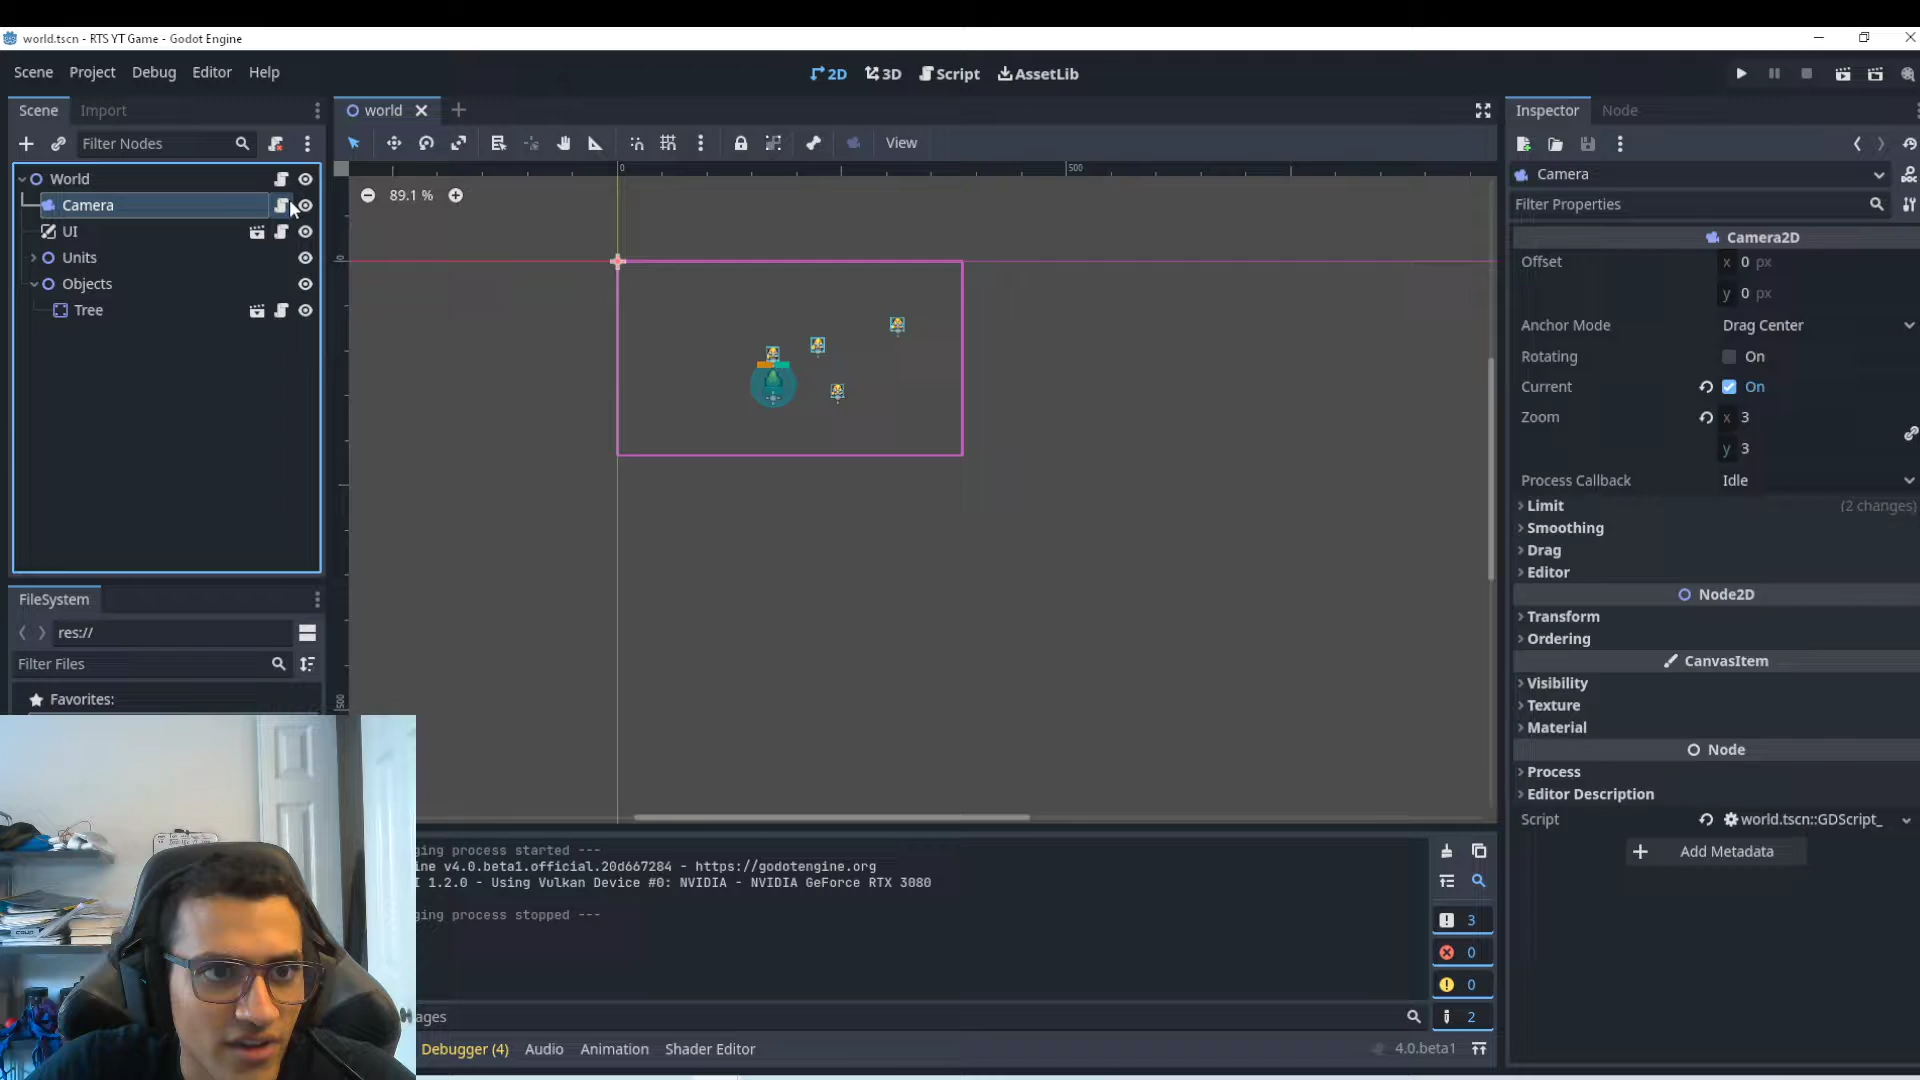 world.tscn - RTS YT Game - Godot Engine
Scene Project Debug Editor Help
2D 3D Script AssetLib
Scene Import
world
Inspector Node
Filter Nodes
View
World
Camera
UI
Units
Objects
Tree
0
500
89.1 %
0
500
Camera
Filter Properties
Camera2D
Offset x 0 px
y 0 px
Anchor Mode Drag Center
Rotating On
Current On
Zoom x 3
y 3
Process Callback Idle
Limit (2 changes)
Smoothing
Drag
Editor
Node2D
Transform
Ordering
CanvasItem
Visibility
Texture
Material
Node
Process
Editor Description
Script world.tscn::GDScript_
Add Metadata
FileSystem
res://
Filter Files
Favorites:
ging process started ---
ine v4.0.beta1.official.20d667284 - https://godotengine.org
I 1.2.0 - Using Vulkan Device #0: NVIDIA - NVIDIA GeForce RTX 3080
ging process stopped ---
3
0
0
2
ages
Debugger (4) Audio Animation Shader Editor
4.0.beta1